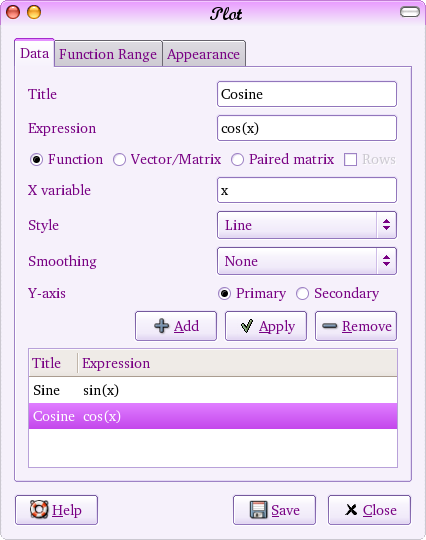 Plot
Data Function Range Appearance
Title Cosine
Expression cos(x)
Function Vector/Matrix Paired matrix Rows
X variable x
Style Line
Smoothing None
Y-axis Primary Secondary
Add Apply Remove
Title Expression
Sine sin(x)
Cosine cos(x)
Help Save Close